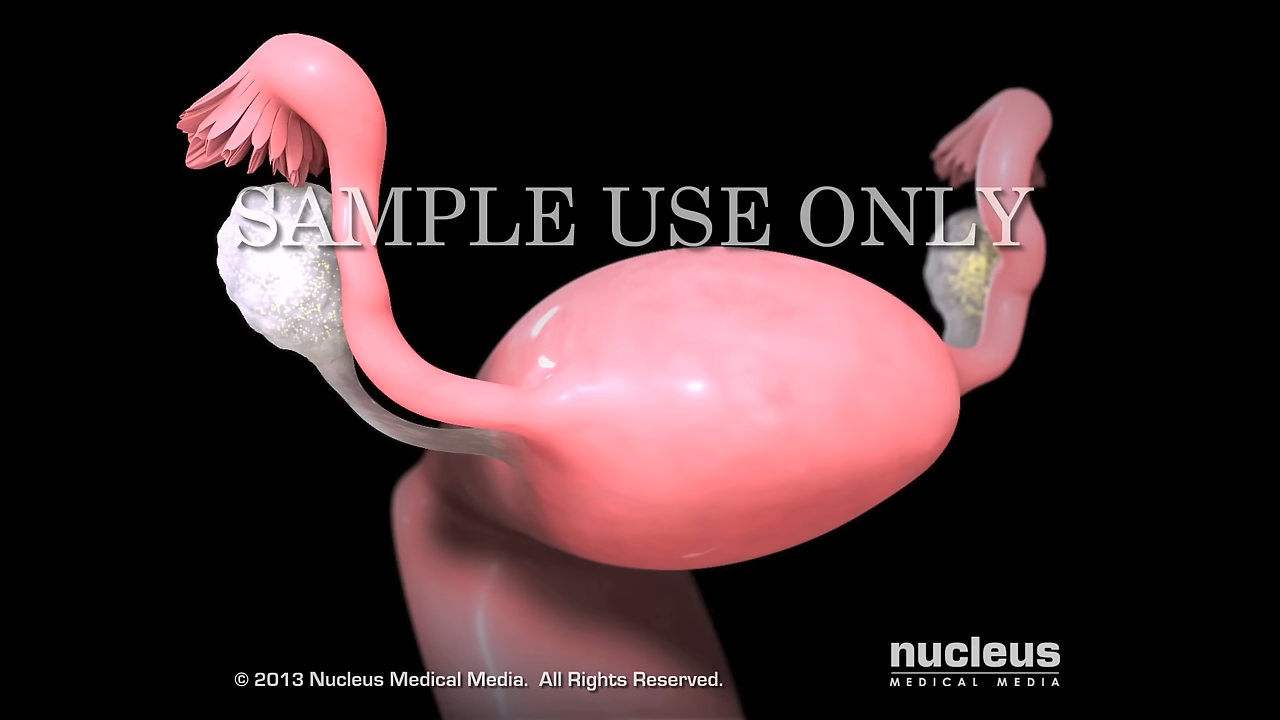 SAMPLE USE ONLY
nucleus
MEDICAL MEDIA
© 2013 Nucleus Medical Media.  All Rights Reserved.